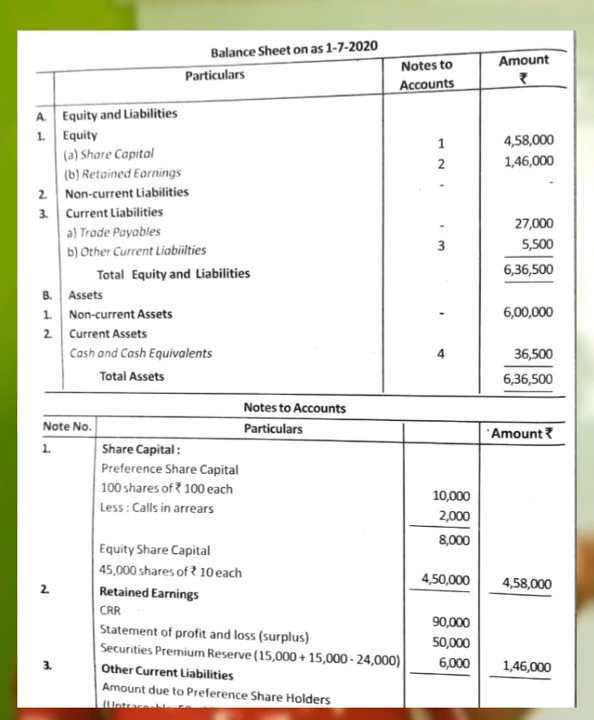 Balance Sheet on as 1-7-2020
Particulars Notes to Accounts Amount ₹
A. Equity and Liabilities
1. Equity
(a) Share Capital 1 4,58,000
(b) Retained Earnings 2 1,46,000
2. Non-current Liabilities - -
3. Current Liabilities
a) Trade Payables - 27,000
b) Other Current Liabiilties 3 5,500
Total Equity and Liabilities 6,36,500
B. Assets
1. Non-current Assets - 6,00,000
2. Current Assets
Cash and Cash Equivalents 4 36,500
Total Assets 6,36,500
Notes to Accounts
Note No. Particulars Amount ₹
1. Share Capital :
Preference Share Capital
100 shares of ₹ 100 each 10,000
Less : Calls in arrears 2,000
8,000
Equity Share Capital
45,000 shares of ₹ 10 each 4,50,000 4,58,000
2. Retained Earnings
CRR 90,000
Statement of profit and loss (surplus) 50,000
Securities Premium Reserve (15,000 + 15,000 - 24,000) 6,000 1,46,000
3. Other Current Liabilities
Amount due to Preference Share Holders